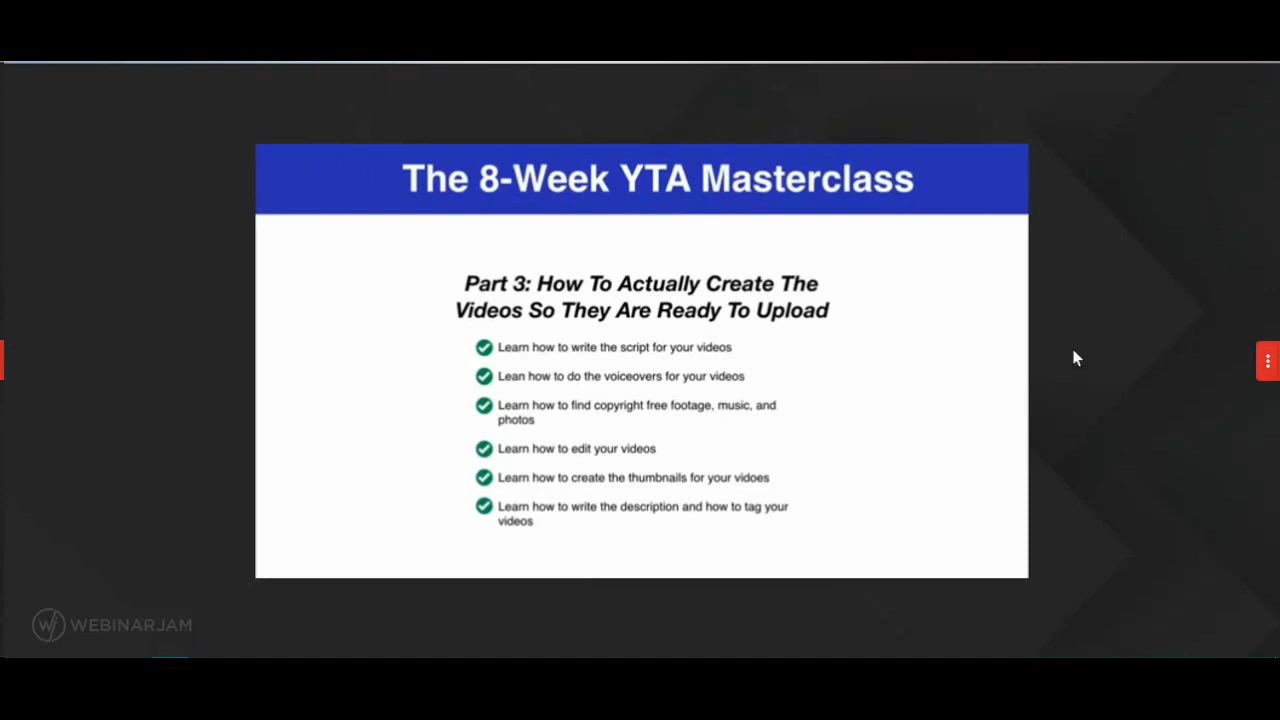 The 8-Week YTA Masterclass
Part 3: How To Actually Create The
Videos So They Are Ready To Upload
Learn how to write the script for your videos
Lean how to do the voiceovers for your videos
Learn how to find copyright free footage, music, and
photos
Learn how to edit your videos
Learn how to create the thumbnails for your vidoes
Learn how to write the description and how to tag your
videos
WEBINARJAM